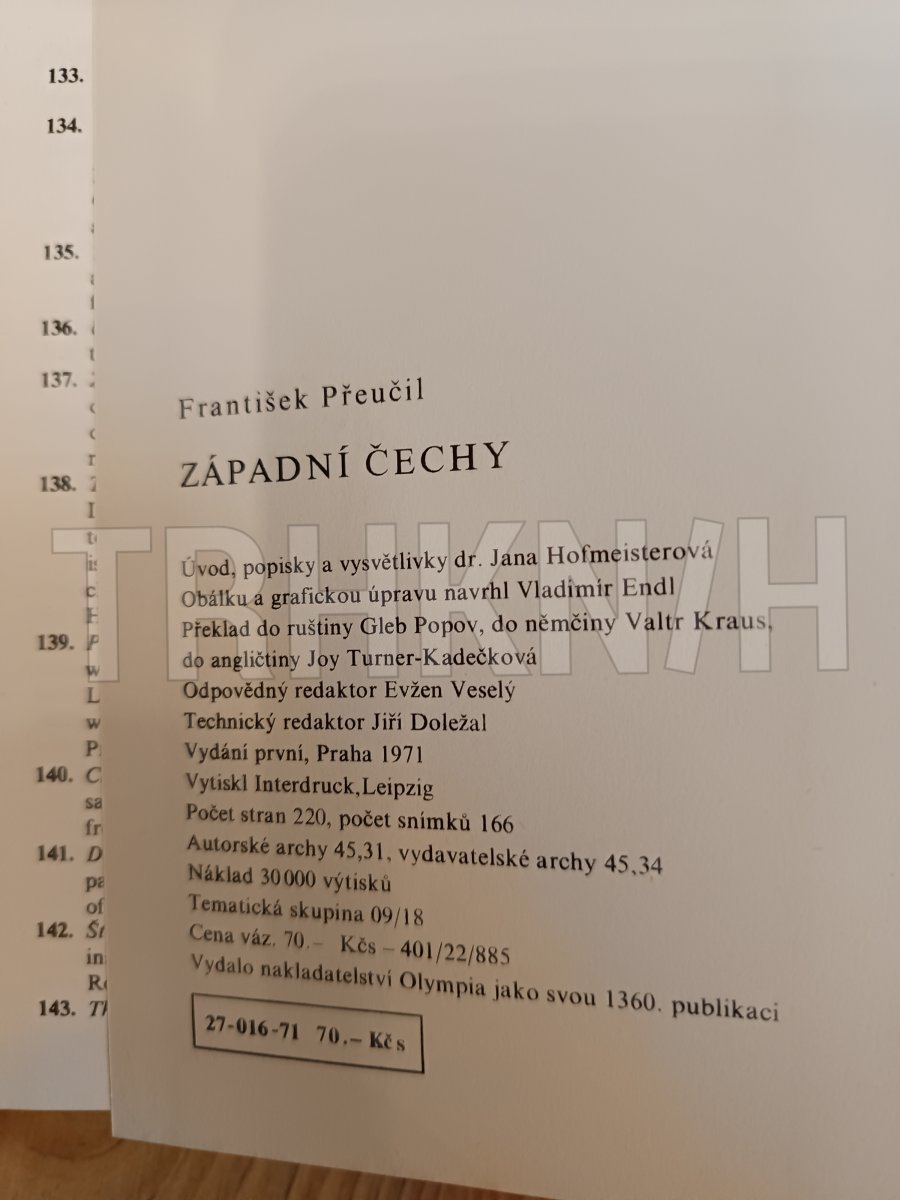 133.
134.
135.
136.
137.
138.
139.
140.
141.
142.
143.
František Přeučil
ZÁPADNÍ ČECHY
Úvod, popisky a vysvětlivky dr. Jana Hofmeisterová
Obálku a grafickou úpravu navrhl Vladimír Endl
Překlad do ruštiny Gleb Popov, do němčiny Valtr Kraus,
do angličtiny Joy Turner-Kadečková
Odpovědný redaktor Evžen Veselý
Technický redaktor Jiří Doležal
Vydání první, Praha 1971
Vytiskl Interdruck,Leipzig
Počet stran 220, počet snímků 166
Autorské archy 45,31, vydavatelské archy 45,34
Náklad 30000 výtisků
Tematická skupina 09/18
Cena váz. 70.– Kčs – 401/22/885
Vydalo nakladatelství Olympia jako svou 1360. publikaci
27-016-71 70.– Kčs
TRHKNIH